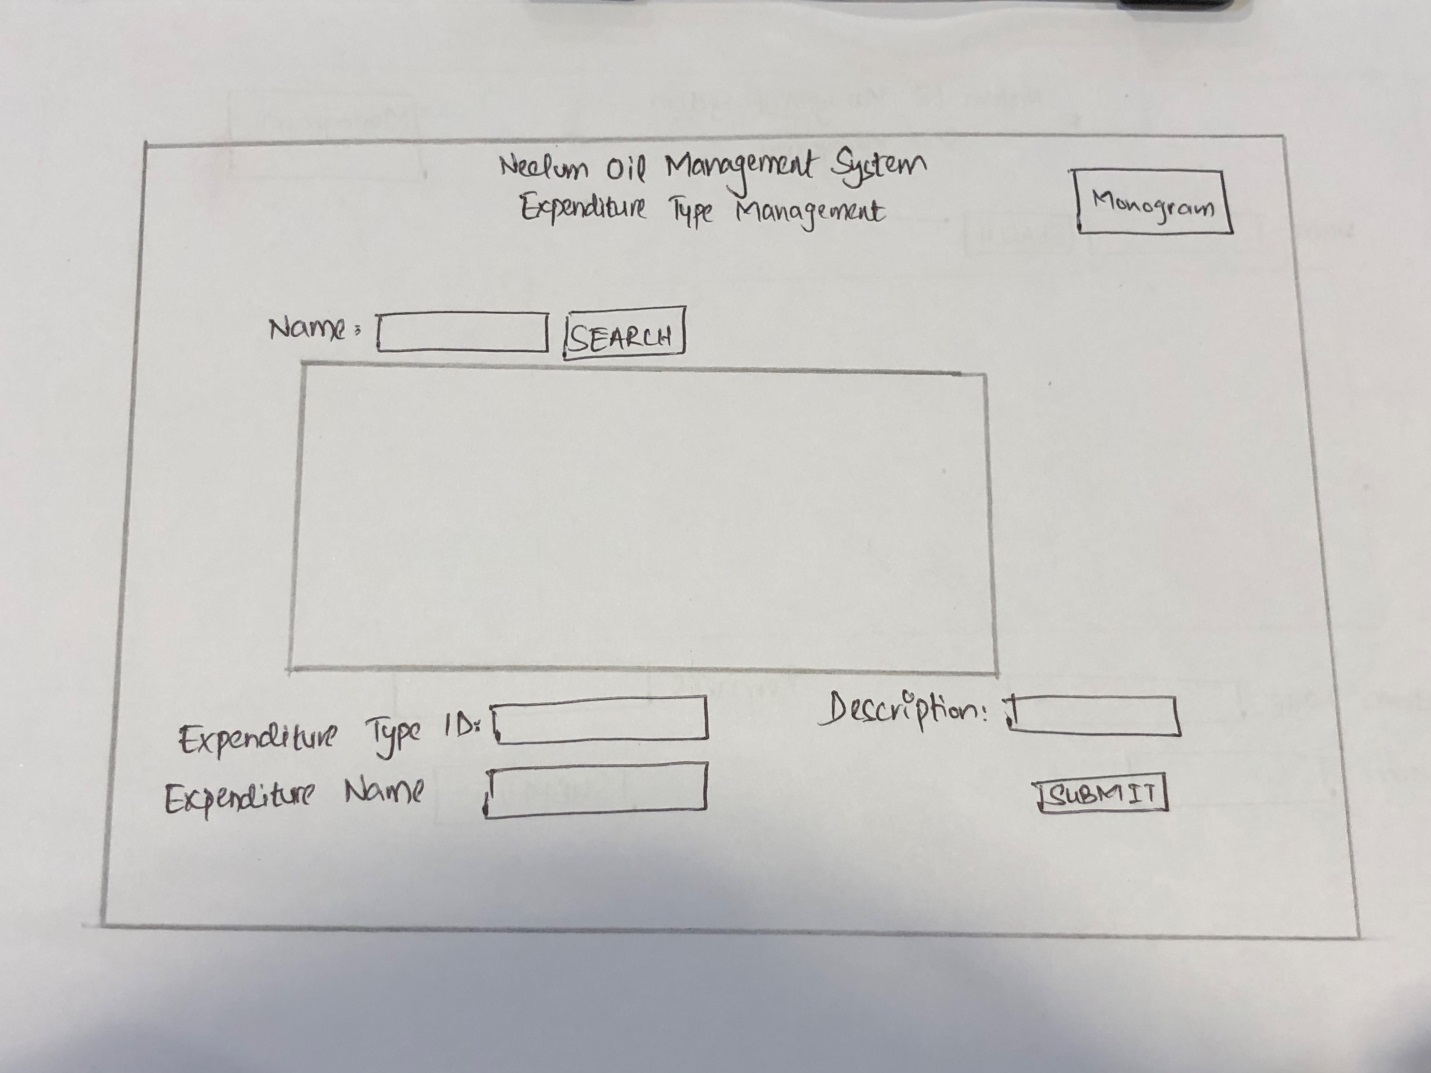 Neelum Oil Management System
Expenditure Type Management
Monogram
Name:
SEARCH
Expenditure Type ID:
Description:
Expenditure Name
SUBMIT